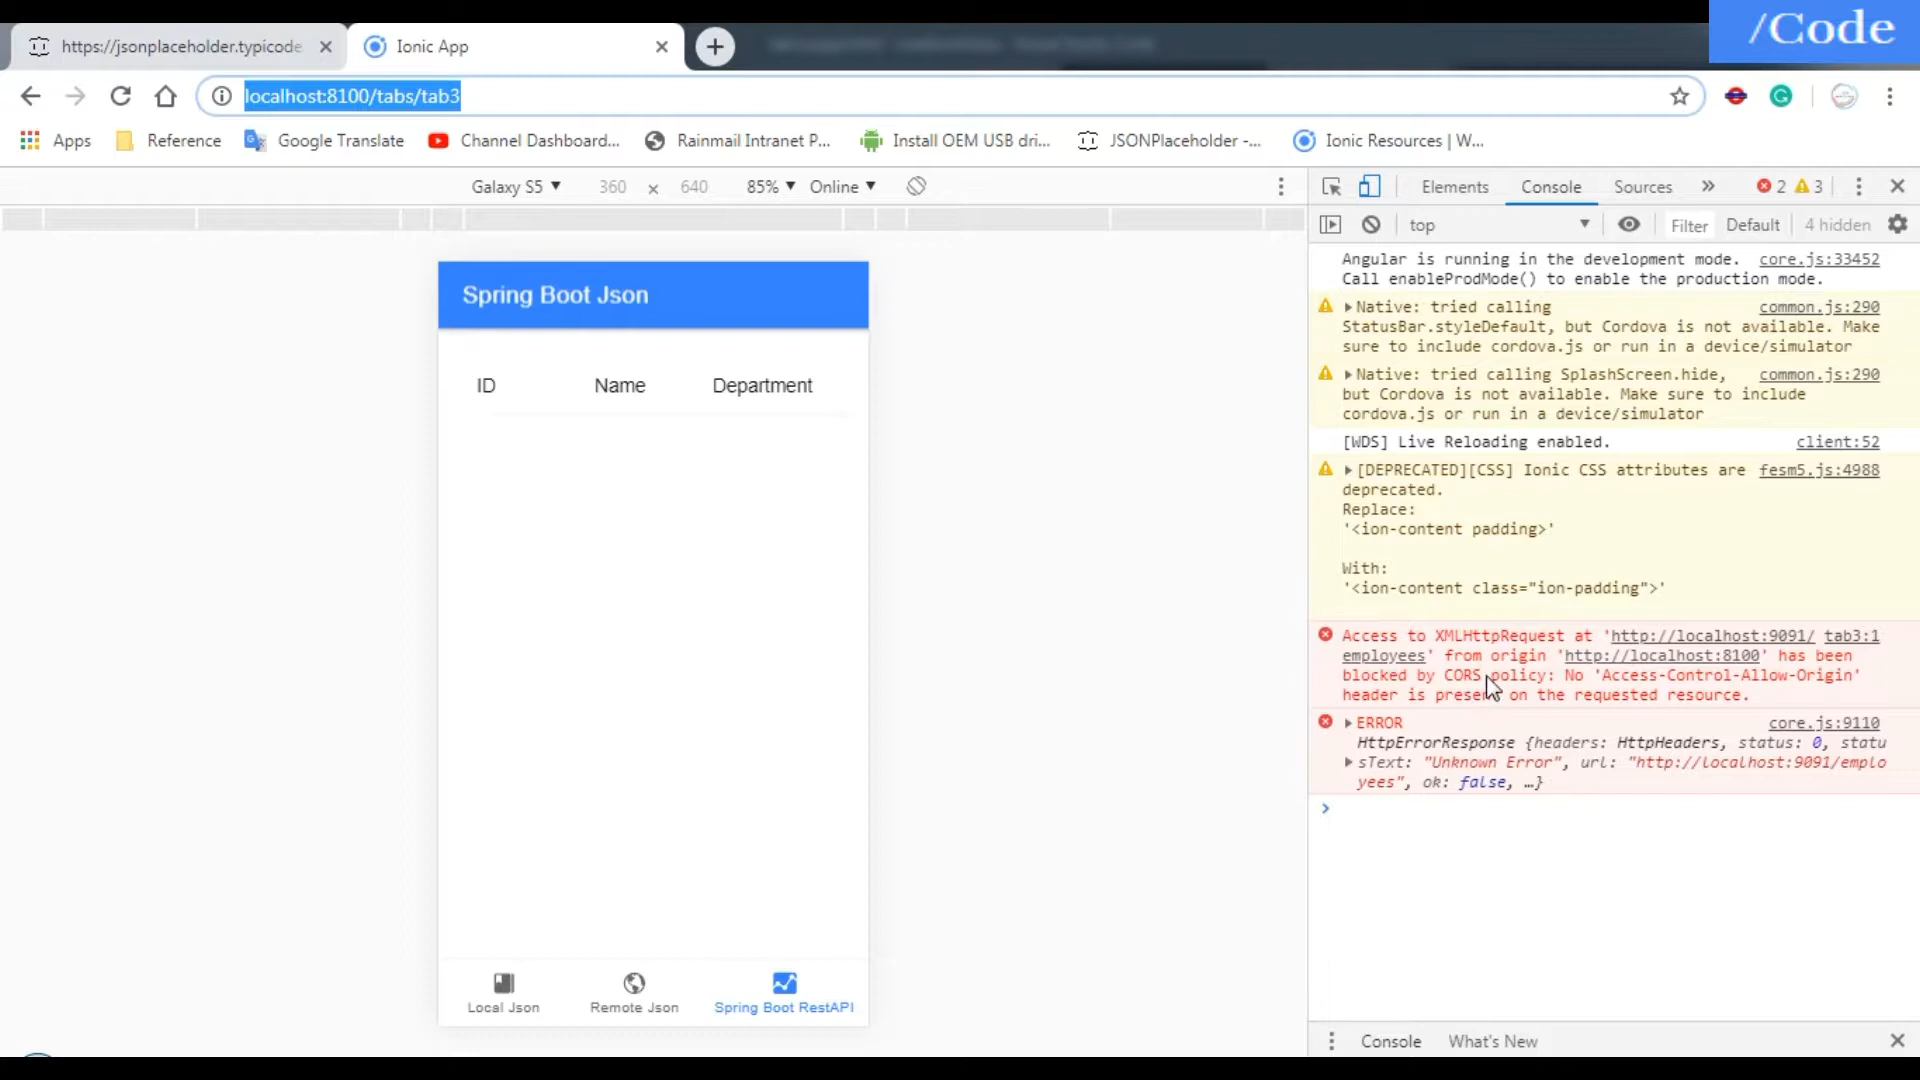 /Code
https://jsonplaceholder.typicode
Ionic App
localhost:8100/tabs/tab3
Apps
Reference
Google Translate
Channel Dashboard...
Rainmail Intranet P...
Install OEM USB dri...
JSONPlaceholder -...
Ionic Resources | W...
Galaxy S5 ▼ 360 × 640 85% ▼ Online ▼
Elements Console Sources » 2 3
top ▼ Filter Default 4 hidden
Spring Boot Json
ID Name Department
Local Json
Remote Json
Spring Boot RestAPI
Angular is running in the development mode. core.js:33452
Call enableProdMode() to enable the production mode.
Native: tried calling common.js:290
StatusBar.styleDefault, but Cordova is not available. Make
sure to include cordova.js or run in a device/simulator
Native: tried calling SplashScreen.hide, common.js:290
but Cordova is not available. Make sure to include
cordova.js or run in a device/simulator
[WDS] Live Reloading enabled. client:52
[DEPRECATED][CSS] Ionic CSS attributes are fesm5.js:4988
deprecated.
Replace:
'<ion-content padding>'
With:
'<ion-content class="ion-padding">'
Access to XMLHttpRequest at 'http://localhost:9091/ tab3:1
employees' from origin 'http://localhost:8100' has been
blocked by CORS policy: No 'Access-Control-Allow-Origin'
header is present on the requested resource.
ERROR core.js:9110
HttpErrorResponse {headers: HttpHeaders, status: 0, statu
sText: "Unknown Error", url: "http://localhost:9091/emplo
yees", ok: false, …}
Console What's New